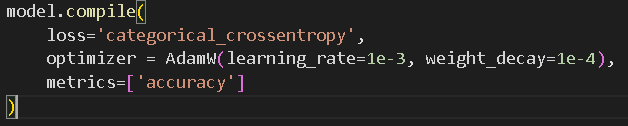 model.compile(
    loss='categorical_crossentropy',
    optimizer = AdamW(learning_rate=1e-3, weight_decay=1e-4),
    metrics=['accuracy']
)